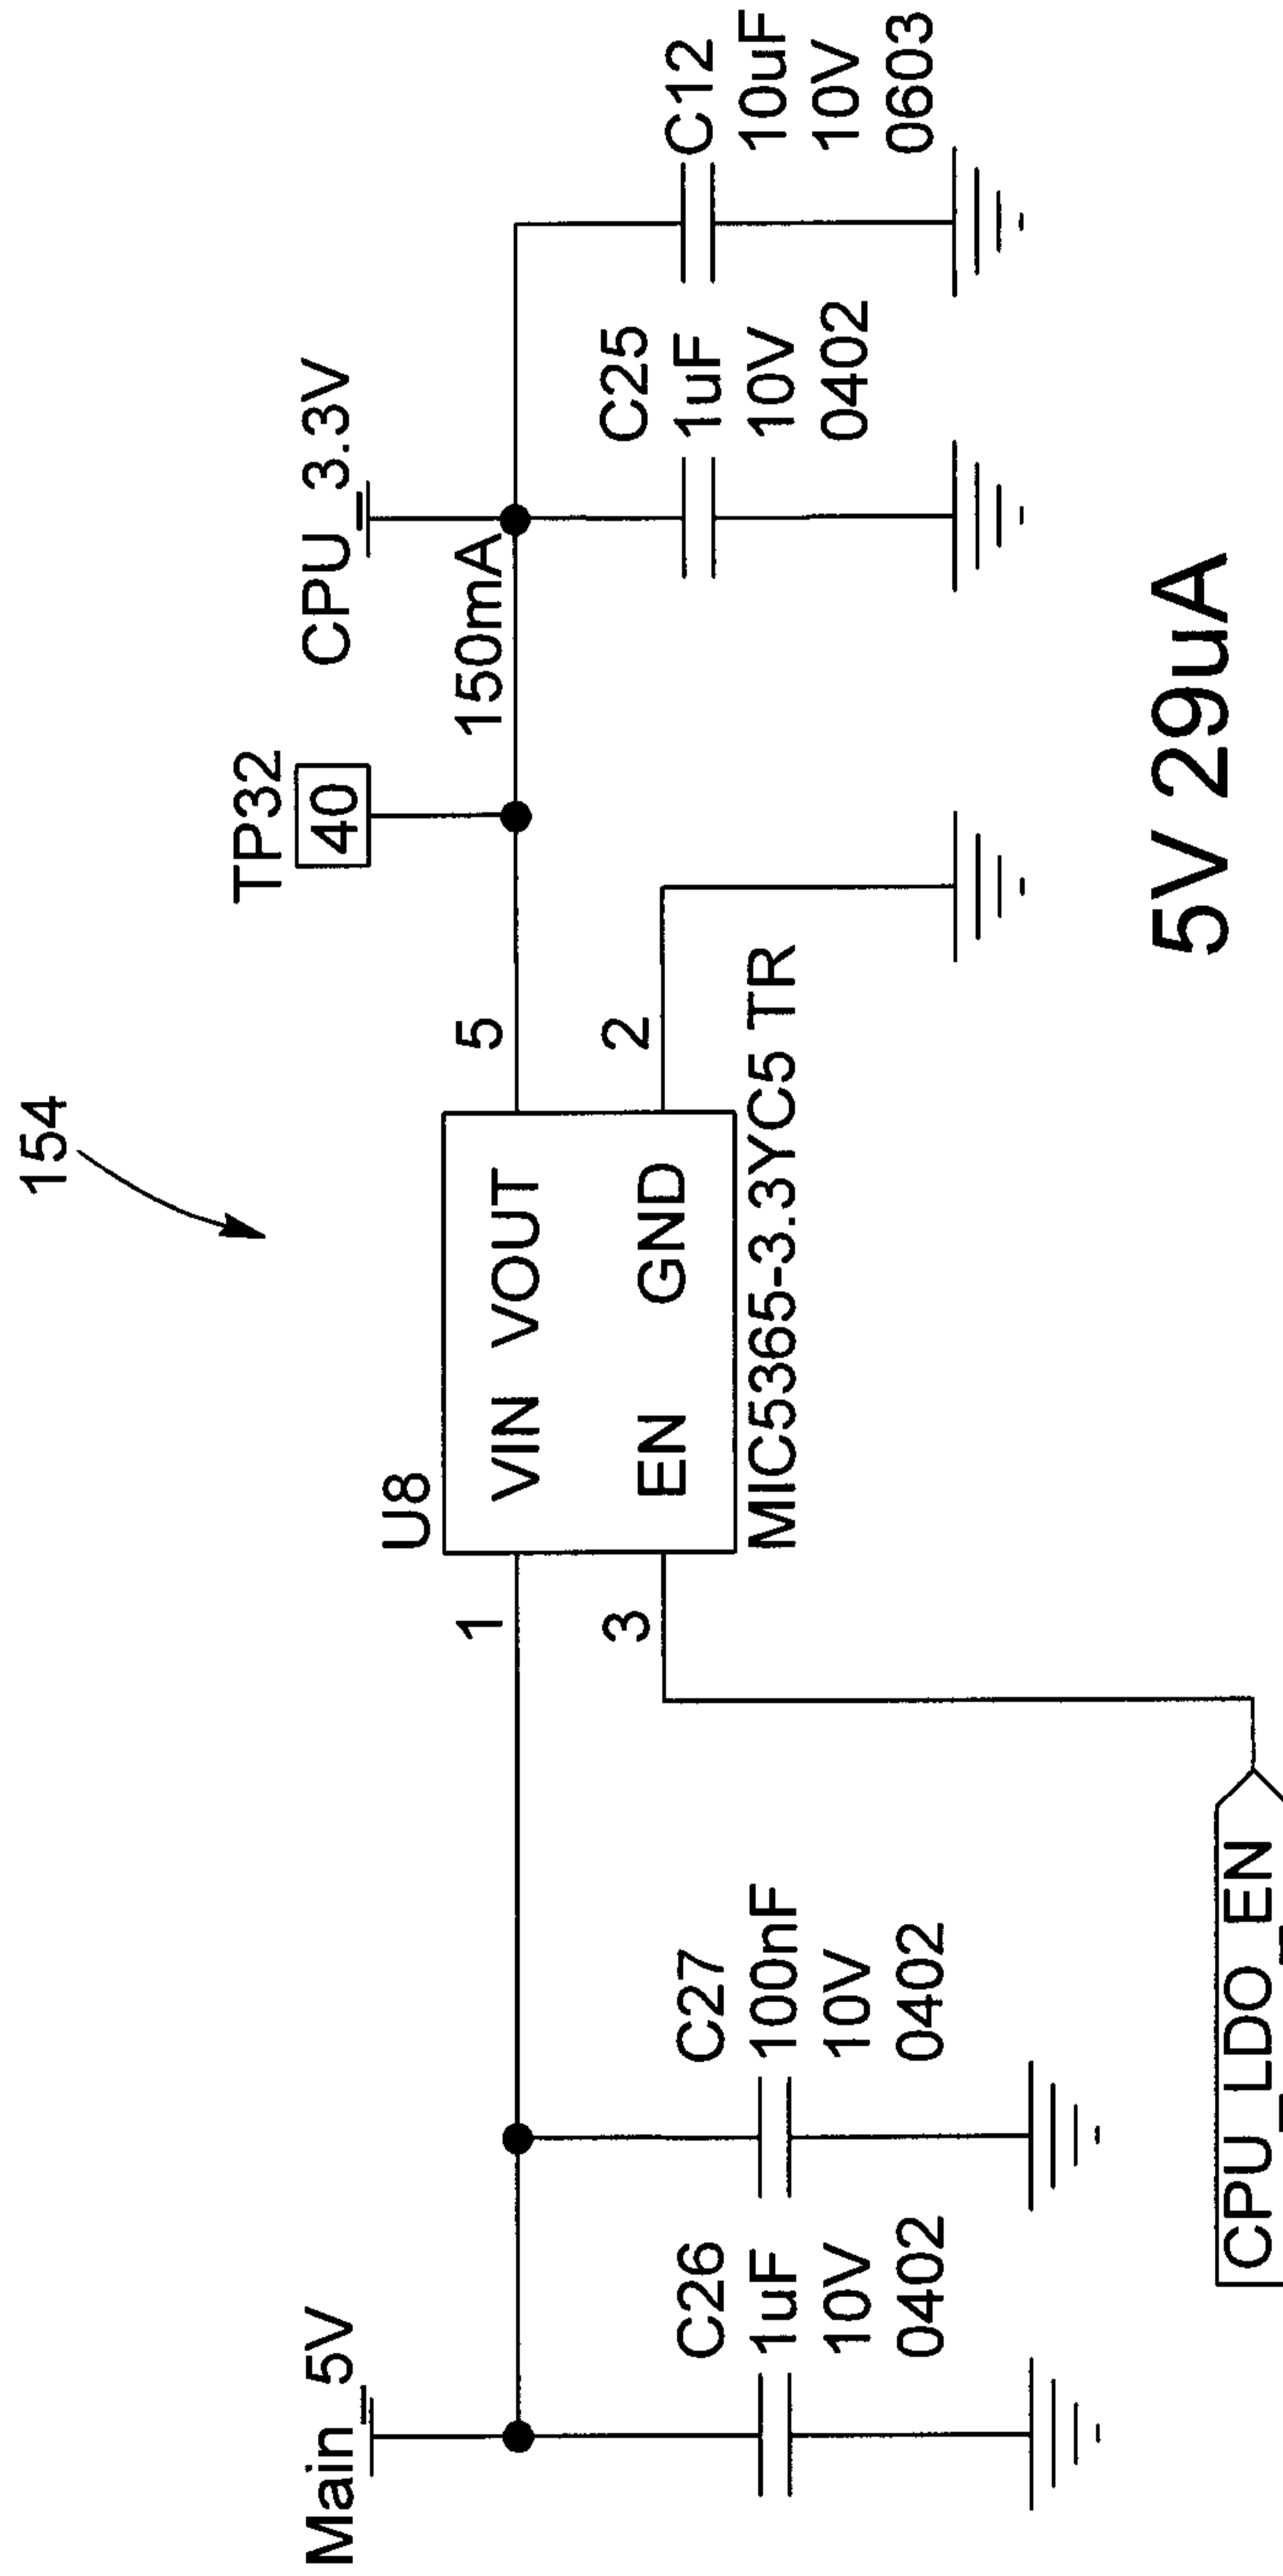 154
Main_5V
U8
1
VIN VOUT
5
3
EN GND
2
MIC5365-3.3YC5 TR
TP32
40
150mA
CPU_3.3V
C26
1uF
10V
0402
C27
100nF
10V
0402
C25
1uF
10V
0402
C12
10uF
10V
0603
CPU_LDO_EN
5V 29uA